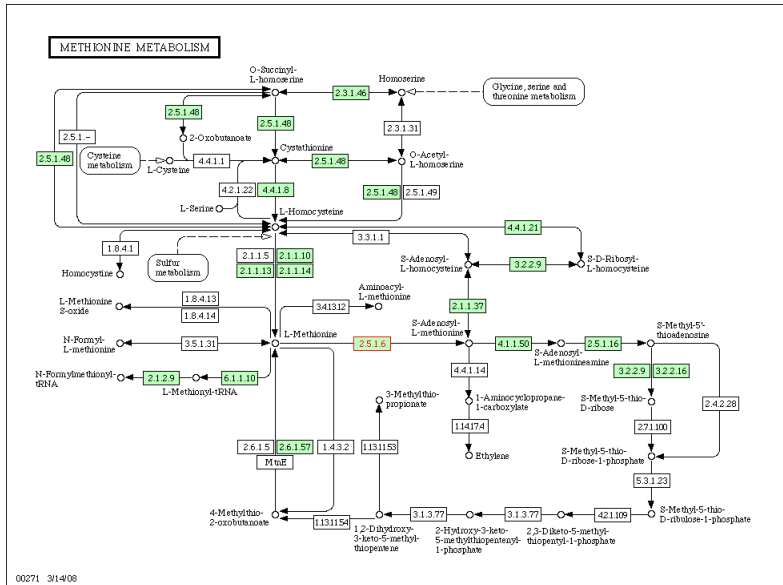 METHIONINE METABOLISM
O-Succinyl-
L-homoserine
Homoserine
2.3.1.46
Glycine, serine and
threonine metabolism
2.5.1.48
2.5.1.48
2.3.1.31
2.5.1.-
2-Oxobutanoate
Cystathionine
O-Acetyl-
L-homoserine
2.5.1.48
Cysteine
metabolism
L-Cysteine
4.4.1.1
2.5.1.48
4.2.1.22
4.4.1.8
2.5.1.48
2.5.1.49
L-Serine
L-Homocysteine
4.4.1.21
3.3.1.1
1.8.4.1
2.1.1.5
2.1.1.10
2.1.1.13
2.1.1.14
Homocystine
Sulfur
metabolism
S-Adenosyl-
L-homocysteine
3.2.2.9
S-D-Ribosyl-
L-homocysteine
L-Methionine
S-oxide
1.8.4.13
1.8.4.14
3.4.13.12
Aminoacyl-
L-methionine
2.1.1.37
N-Formyl-
L-methionine
3.5.1.31
L-Methionine
2.5.1.6
S-Adenosyl-
L-methionine
4.1.1.50
S-Adenosyl-
L-methionineamine
2.5.1.16
S-Methyl-5'-
thioadenosine
N-Formylmethionyl-
tRNA
2.1.2.9
L-Methionyl-tRNA
6.1.1.10
4.4.1.14
3.2.2.9
3.2.2.16
3-Methylthio-
propionate
1-Aminocyclopropane-
1-carboxylate
S-Methyl-5-thio-
D-ribose
2.4.2.28
1.14.17.4
2.7.1.100
2.6.1.5
2.6.1.57
1.4.3.2
1.13.11.53
MtnE
Ethylene
S-Methyl-5-thio-
D-ribose-1-phosphate
5.3.1.23
4-Methylthio-
2-oxobutanoate
1.13.11.54
1,2-Dihydroxy-
3-keto-5-methyl-
thiopentene
3.1.3.77
2-Hydroxy-3-keto-
5-methylthiopentenyl-
1-phosphate
3.1.3.77
2,3-Diketo-5-methyl-
thiopentyl-1-phosphate
4.2.1.109
S-Methyl-5-thio-
D-ribulose-1-phosphate
00271 3/14/08